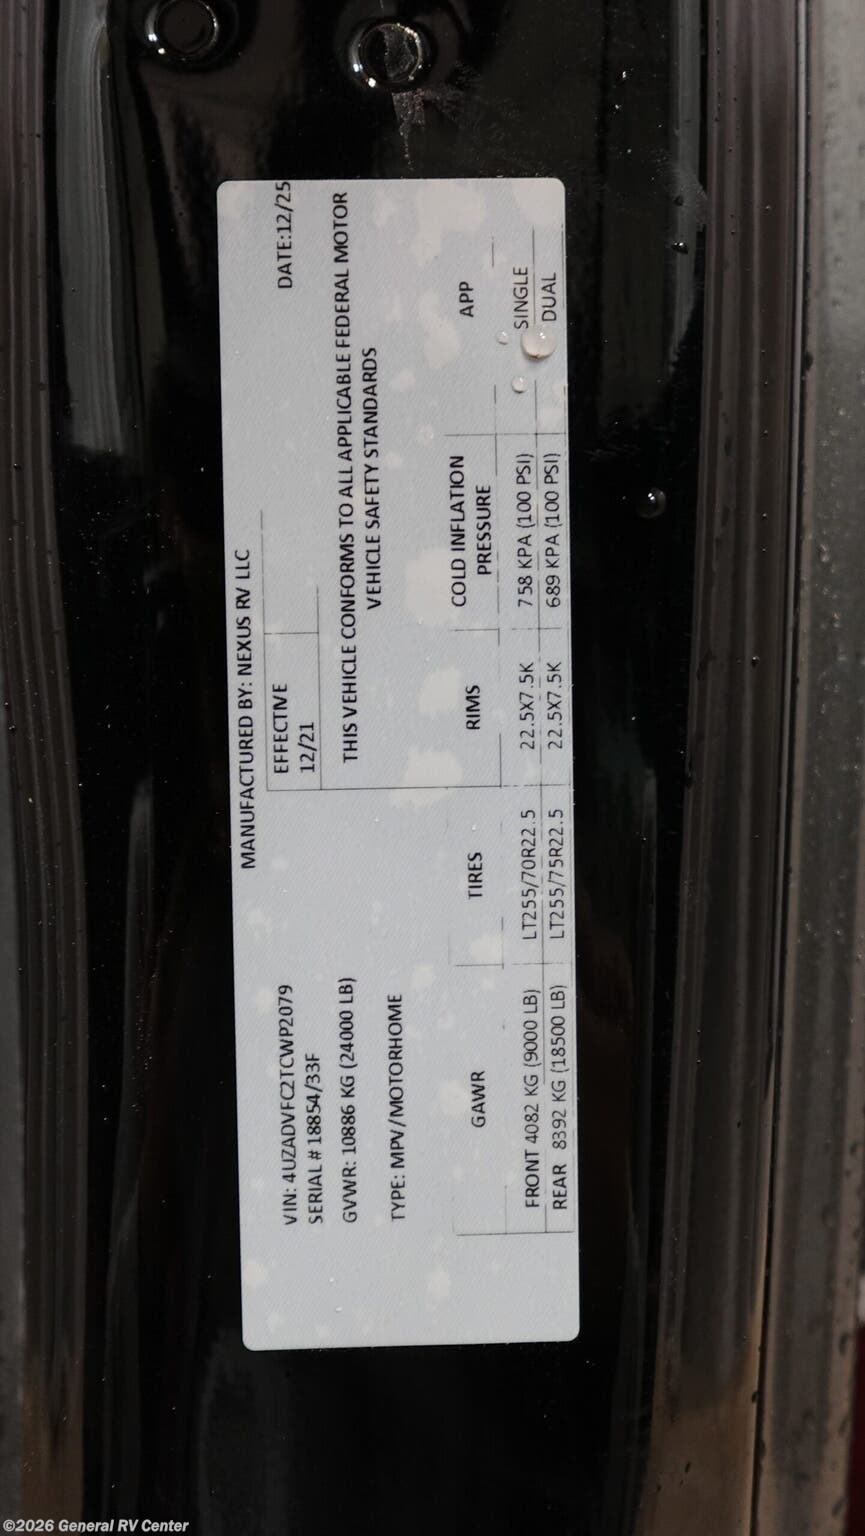 MANUFACTURED BY: NEXUS RV LLC
VIN: 4UZADVFC2TCWP2079
SERIAL # 18854/33F
GVWR: 10886 KG (24000 LB)
TYPE: MPV/MOTORHOME
EFFECTIVE
12/21
DATE:12/25
THIS VEHICLE CONFORMS TO ALL APPLICABLE FEDERAL MOTOR
VEHICLE SAFETY STANDARDS
GAWR TIRES RIMS COLD INFLATION PRESSURE APP
FRONT 4082 KG (9000 LB) LT255/70R22.5 22.5X7.5K 758 KPA (100 PSI) SINGLE
REAR 8392 KG (18500 LB) LT255/75R22.5 22.5X7.5K 689 KPA (100 PSI) DUAL
©2026 General RV Center